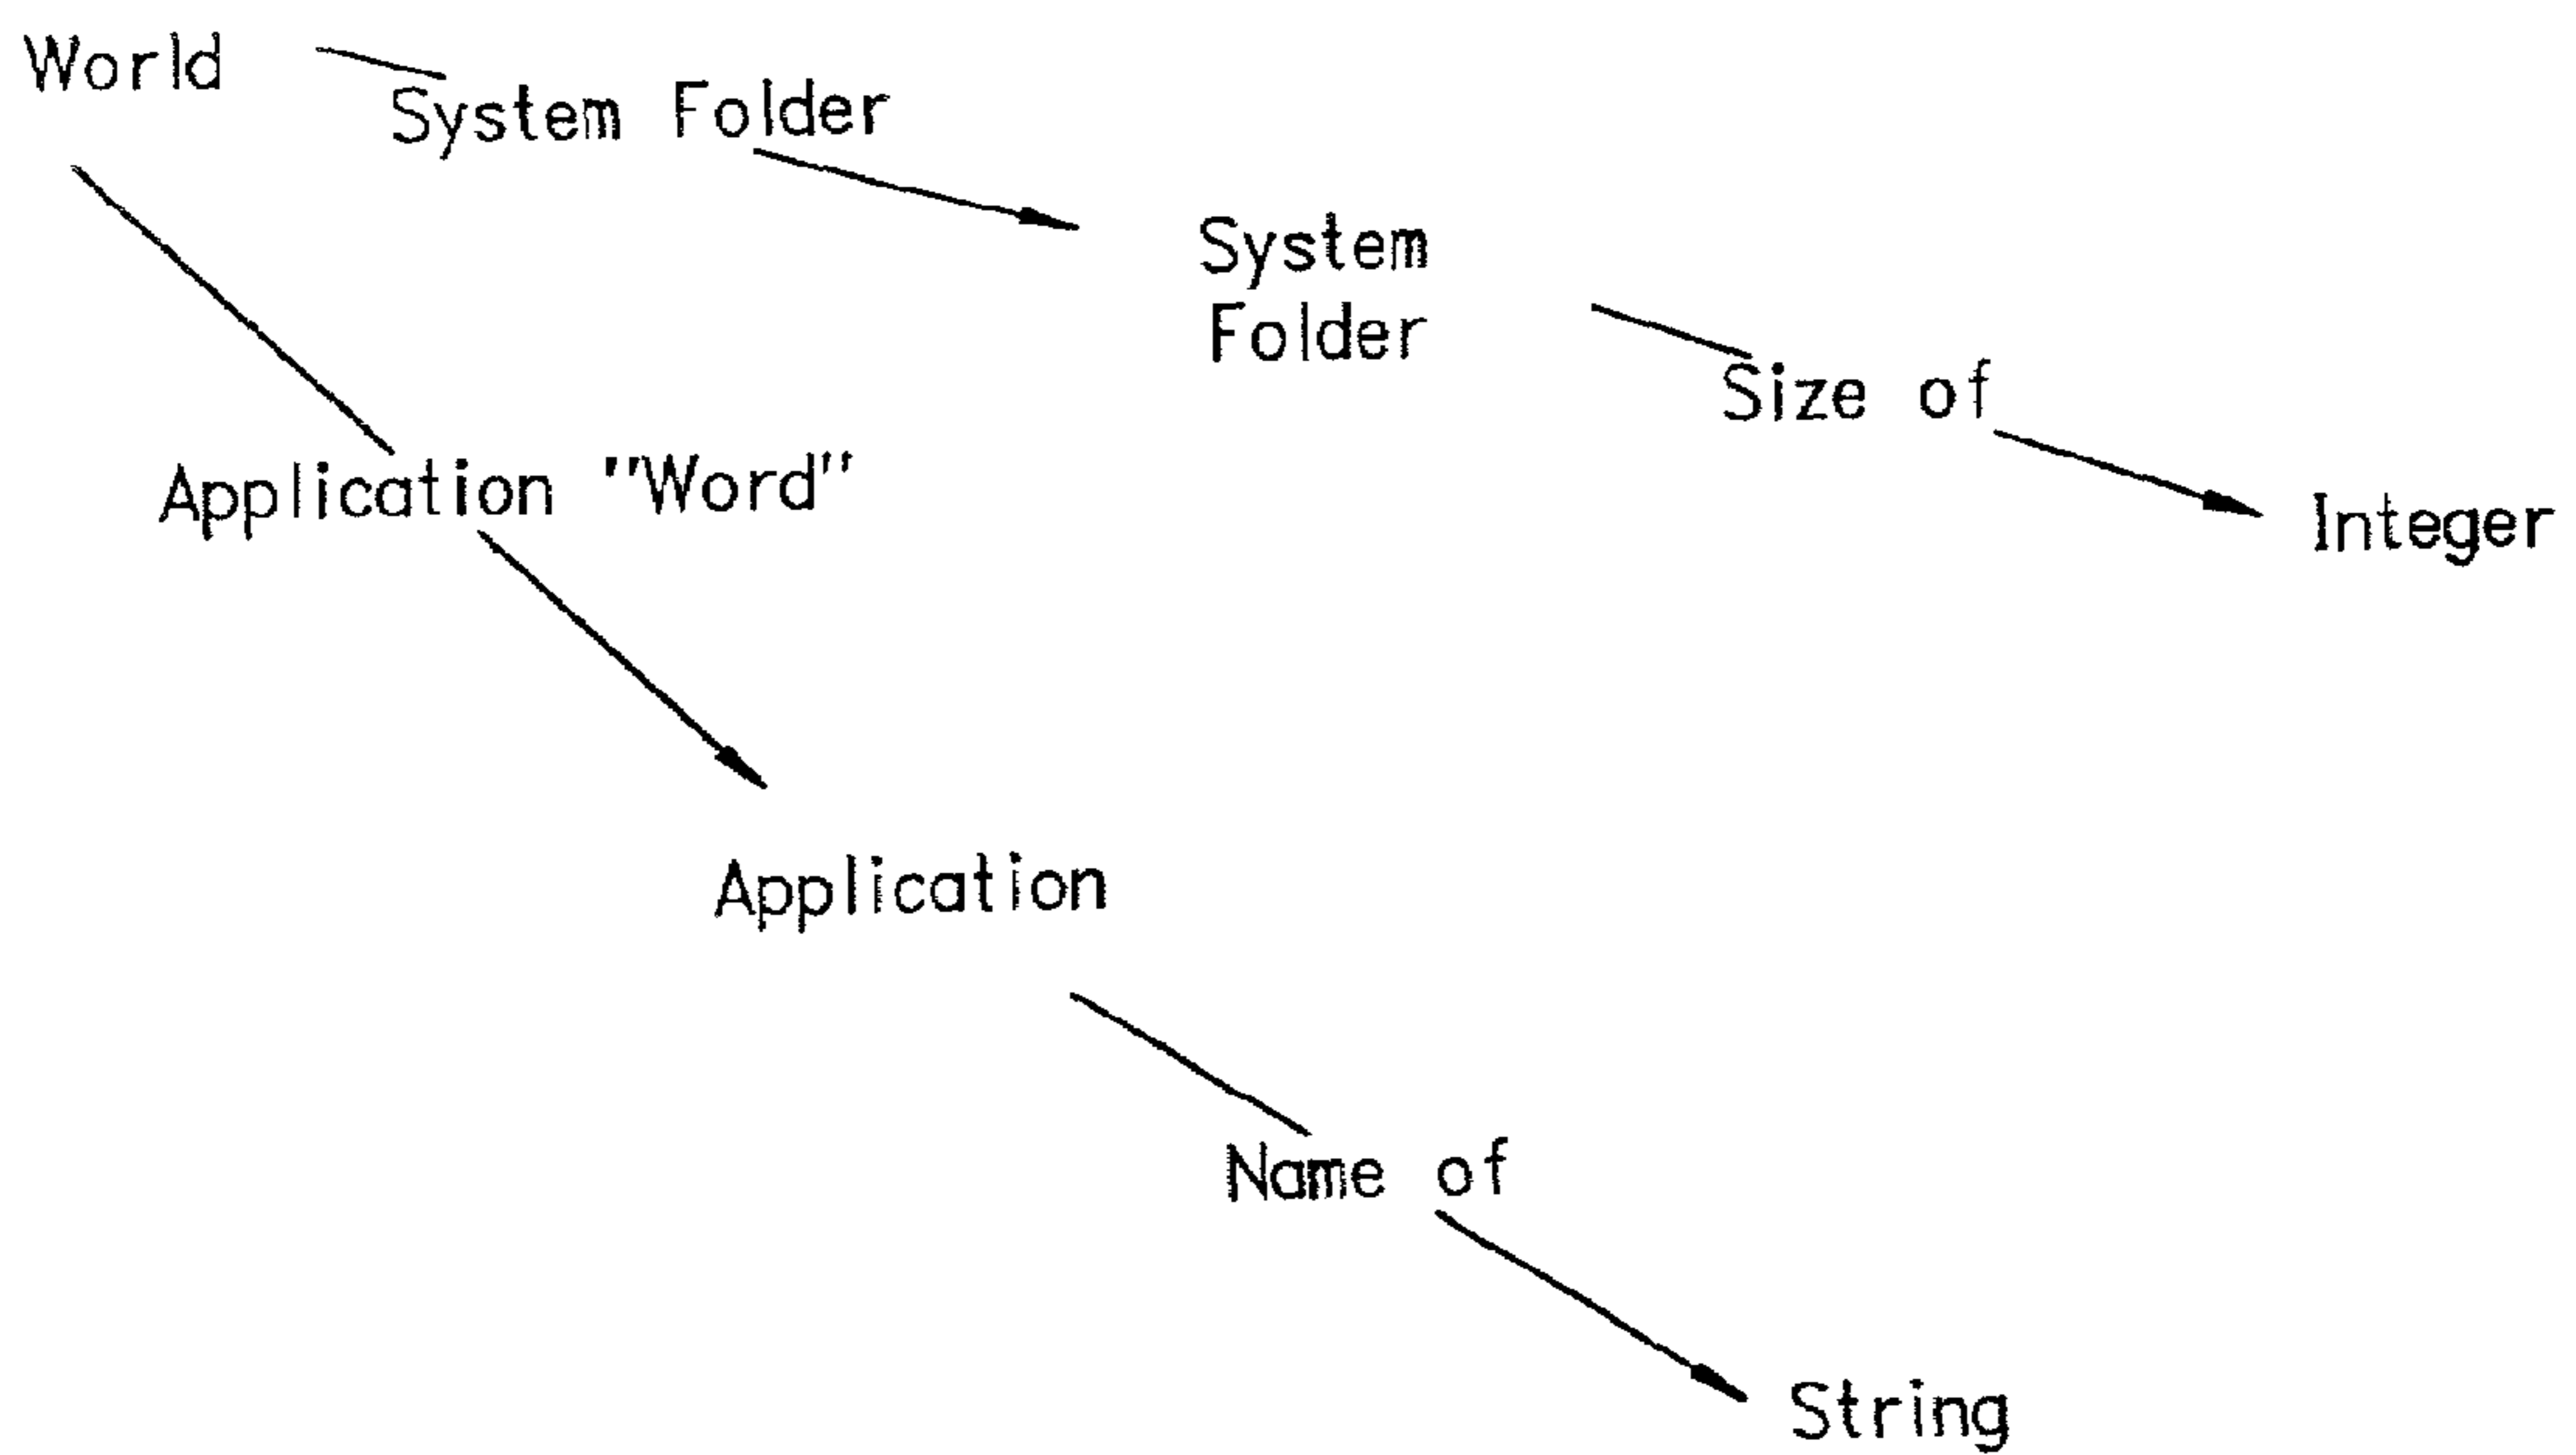 World
System Folder
System
Folder
Size of
Application "Word"
Integer
Application
Name of
String